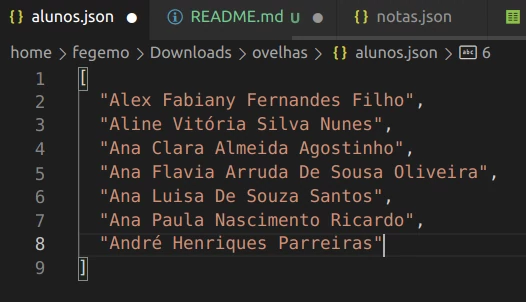 {} alunos.json ● README.md U ● {} notas.json
home > fegemo > Downloads > ovelhas > {} alunos.json > abc 6
1 [
2 "Alex Fabiany Fernandes Filho",
3 "Aline Vitória Silva Nunes",
4 "Ana Clara Almeida Agostinho",
5 "Ana Flavia Arruda De Sousa Oliveira",
6 "Ana Luisa De Souza Santos",
7 "Ana Paula Nascimento Ricardo",
8 "André Henriques Parreiras"
9 ]